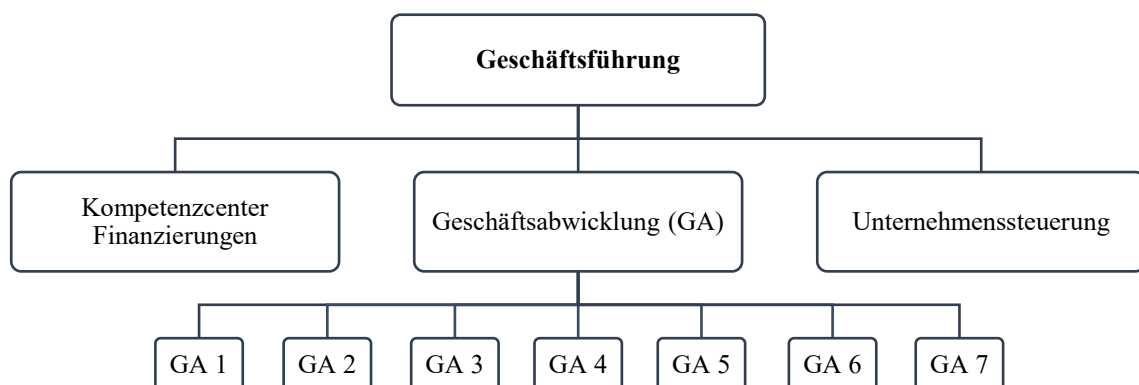 Geschäftsführung
Kompetenzcenter
Finanzierungen
Geschäftsabwicklung (GA)
Unternehmenssteuerung
GA 1
GA 2
GA 3
GA 4
GA 5
GA 6
GA 7